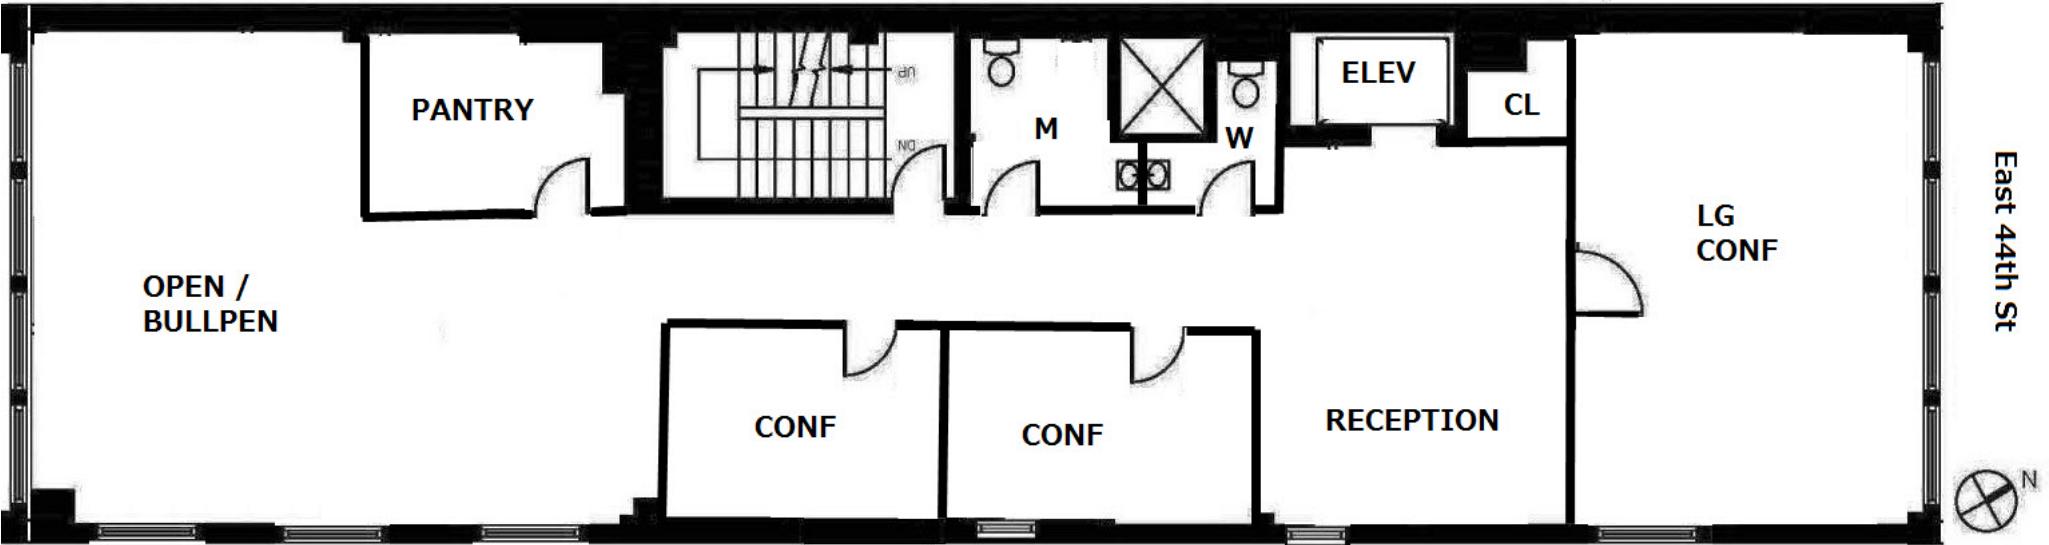 PANTRY
UP
DN
M
W
ELEV
CL
OPEN /
BULLPEN
LG
CONF
East 44th St
CONF
CONF
RECEPTION
N